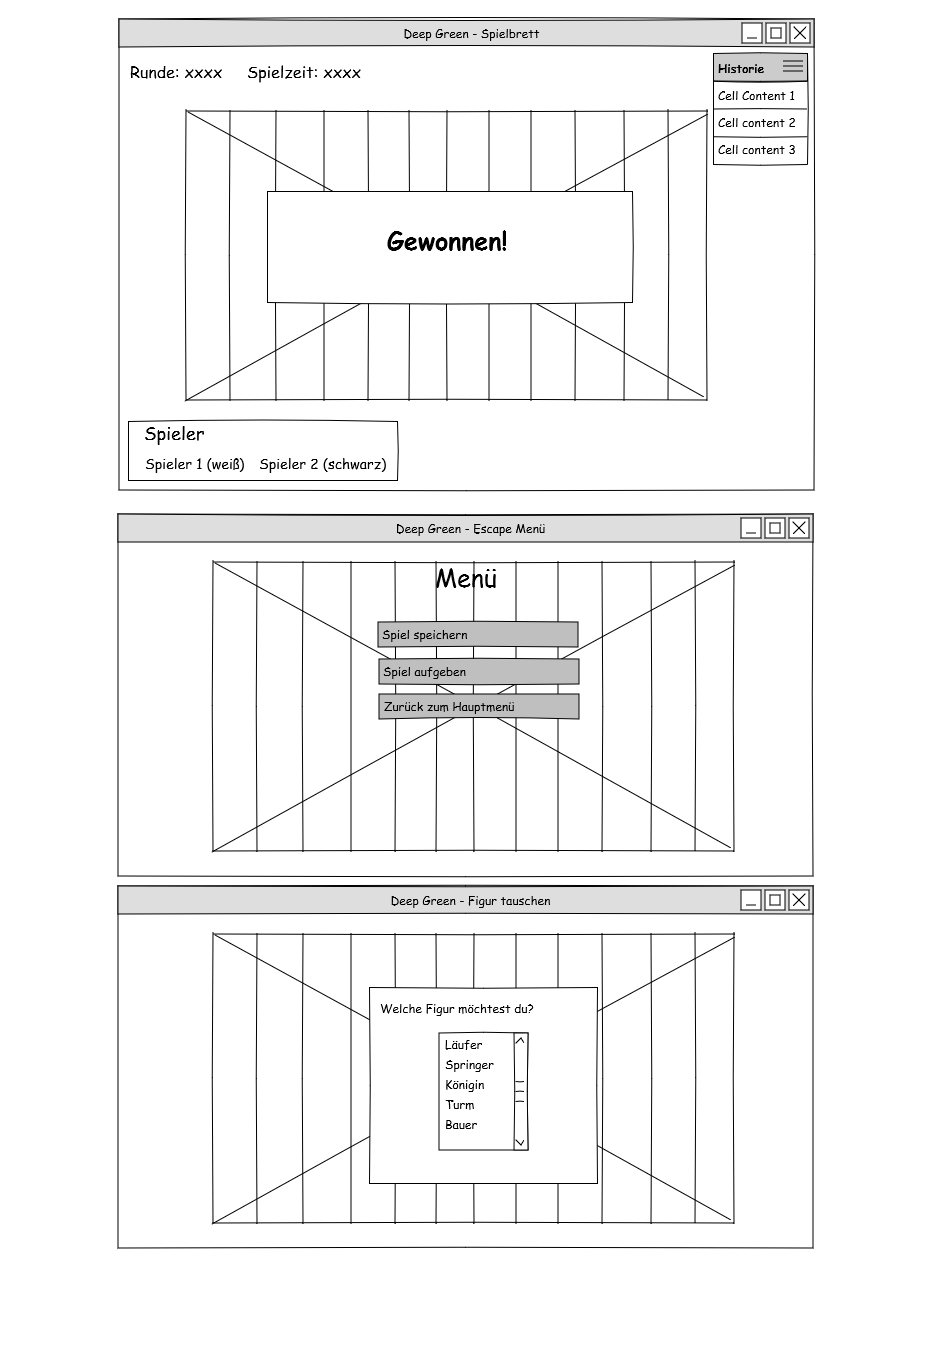 Deep Green - Spielbrett
Runde: xxxx Spielzeit: xxxx
Historie
Cell Content 1
Cell content 2
Cell content 3
Gewonnen!
Spieler
Spieler 1 (weiß) Spieler 2 (schwarz)
Deep Green - Escape Menü
Menü
Spiel speichern
Spiel aufgeben
Zurück zum Hauptmenü
Deep Green - Figur tauschen
Welche Figur möchtest du?
Läufer
Springer
Königin
Turm
Bauer